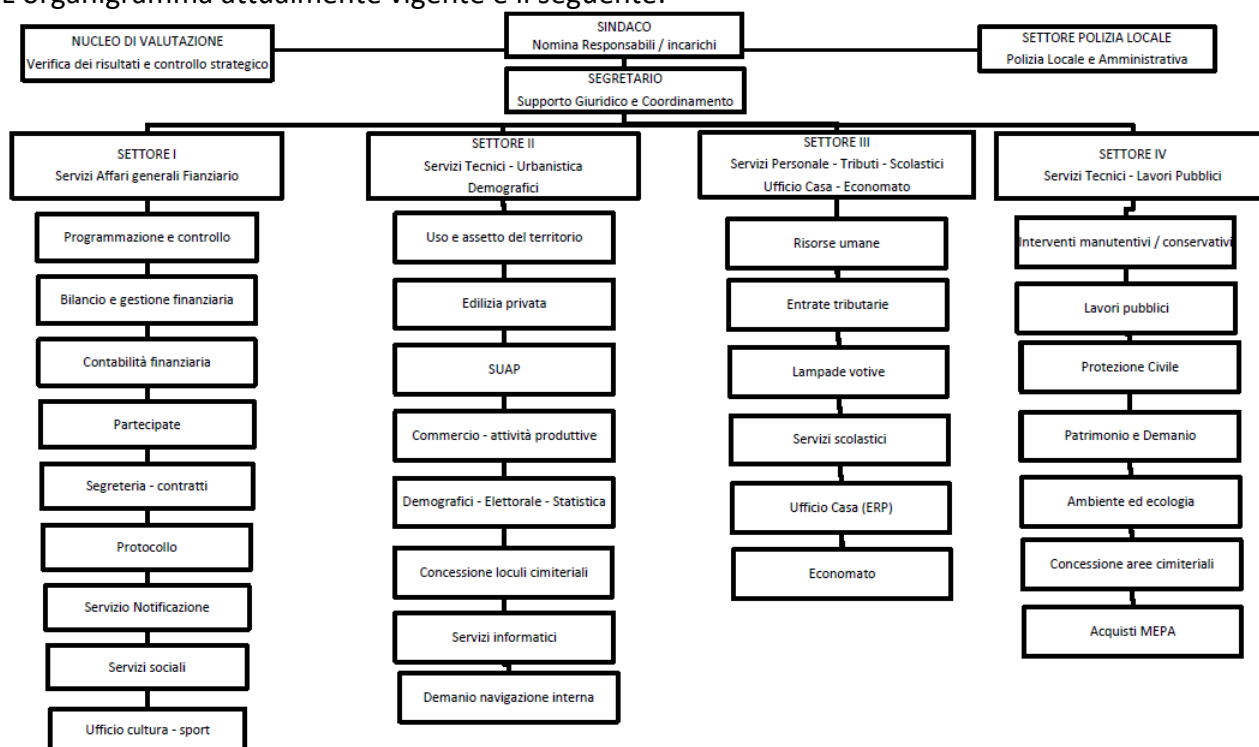 L'organigramma attualmente vigente è il seguente:
NUCLEO DI VALUTAZIONE
Verifica dei risultati e controllo strategico
SINDACO
Nomina Responsabili / incarichi
SETTORE POLIZIA LOCALE
Polizia Locale e Amministrativa
SEGRETARIO
Supporto Giuridico e Coordinamento
SETTORE I
Servizi Affari generali Fianziario
Programmazione e controllo
Bilancio e gestione finanziaria
Contabilità finanziaria
Partecipate
Segreteria - contratti
Protocollo
Servizio Notificazione
Servizi sociali
Ufficio cultura - sport
SETTORE II
Servizi Tecnici - Urbanistica
Demografici
Uso e assetto del territorio
Edilizia privata
SUAP
Commercio - attività produttive
Demografici - Elettorale - Statistica
Concessione loculi cimiteriali
Servizi informatici
Demanio navigazione interna
SETTORE III
Servizi Personale - Tributi - Scolastici
Ufficio Casa - Economato
Risorse umane
Entrate tributarie
Lampade votive
Servizi scolastici
Ufficio Casa (ERP)
Economato
SETTORE IV
Servizi Tecnici - Lavori Pubblici
Interventi manutentivi / conservativi
Lavori pubblici
Protezione Civile
Patrimonio e Demanio
Ambiente ed ecologia
Concessione aree cimiteriali
Acquisti MEPA